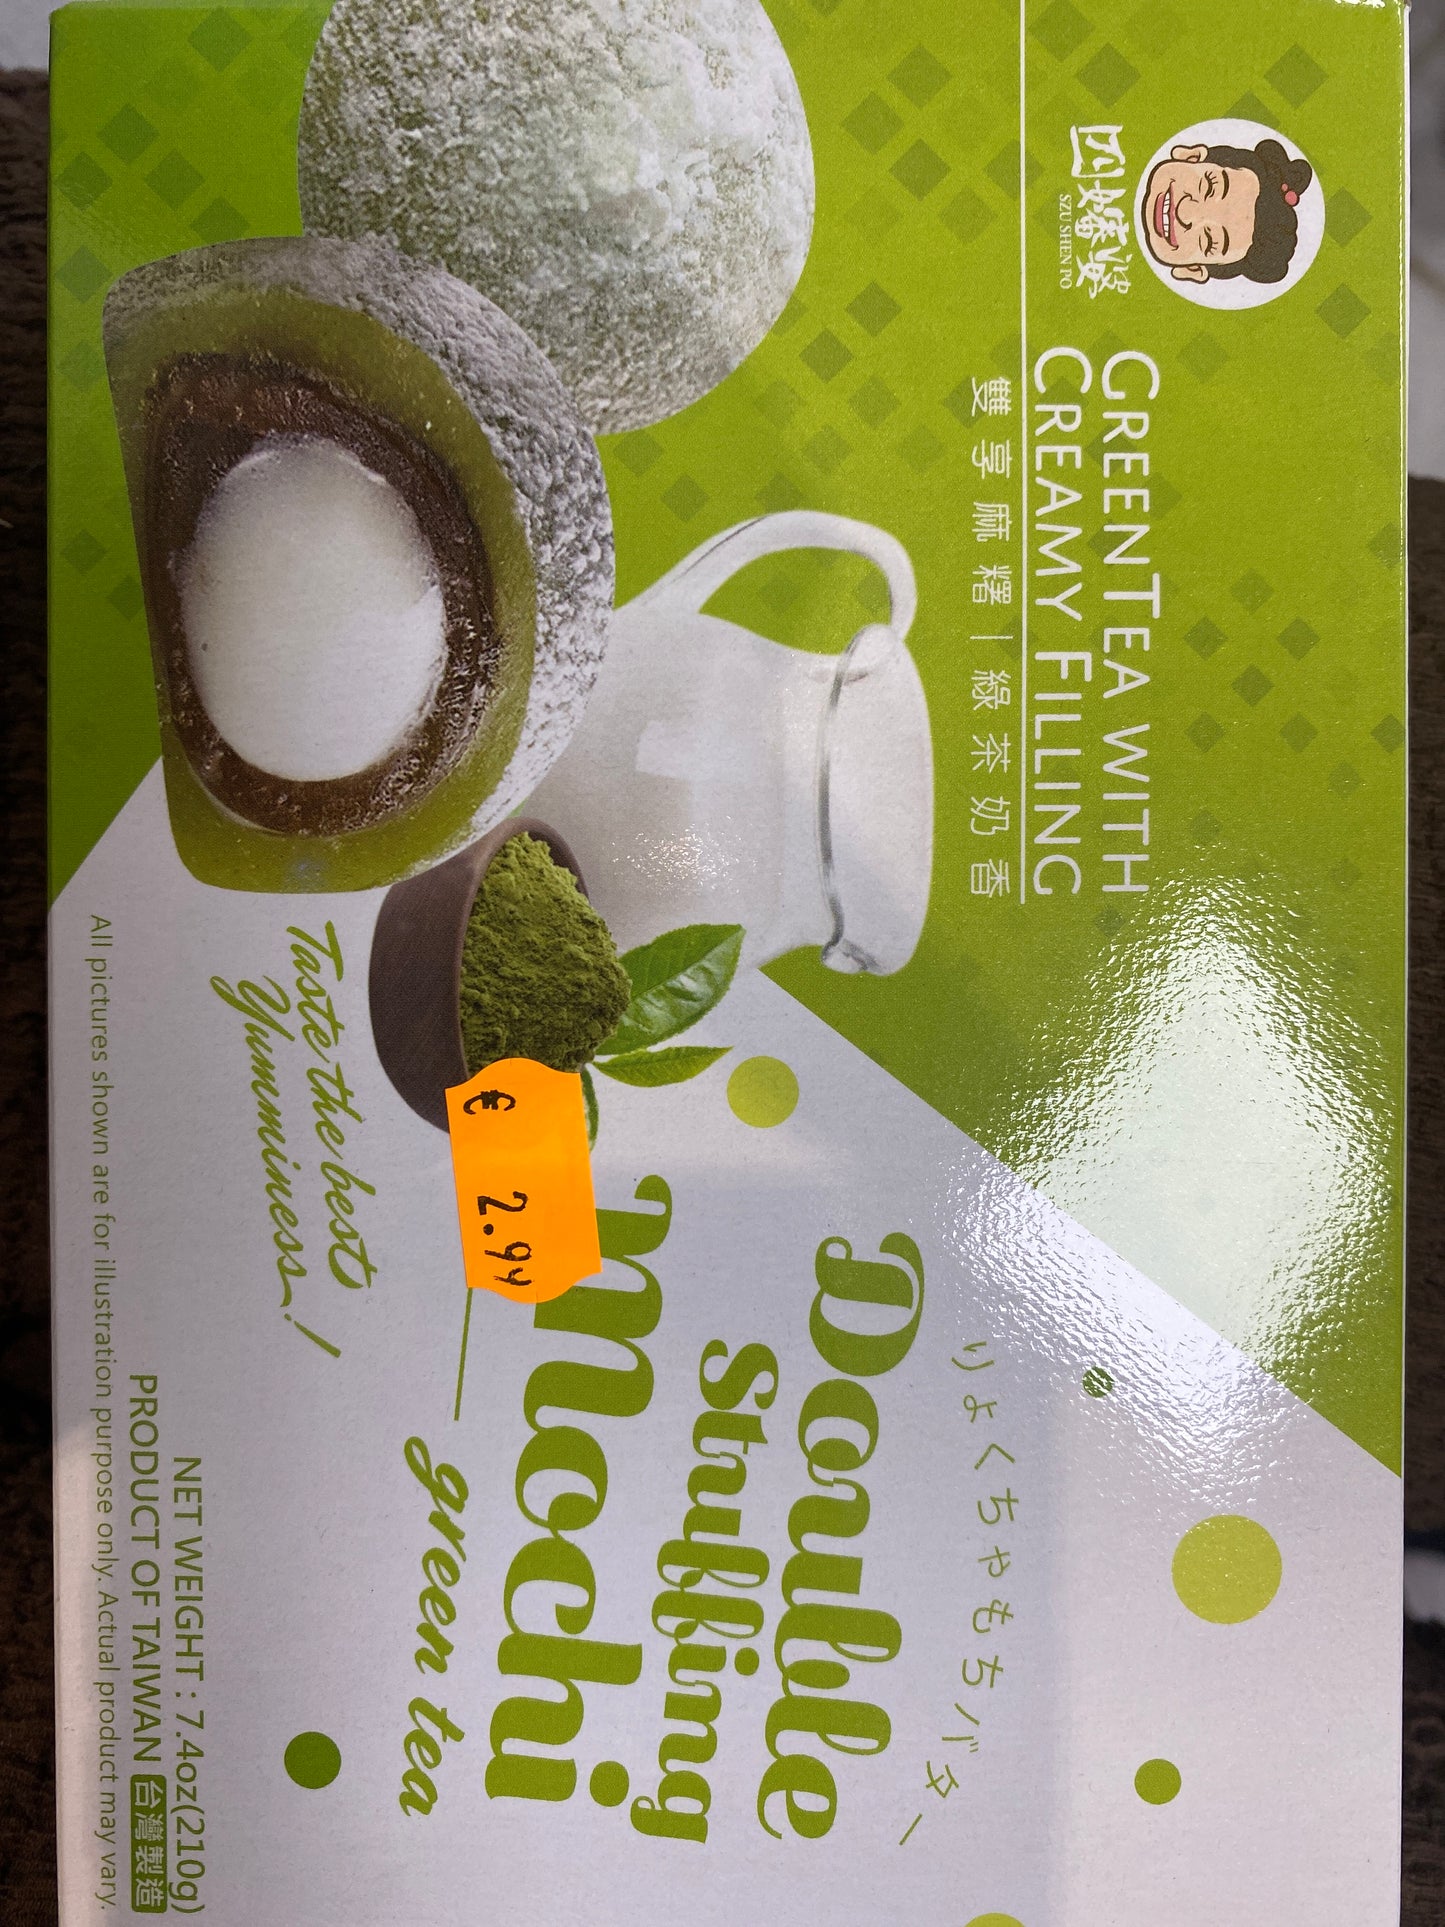 四嬸婆
SZU SHEN PO
GREEN TEA WITH
CREAMY FILLING
雙享麻糬｜綠茶奶香
りょくちゃもちバター
Double
Stuffing
Mochi
green tea
€ 2.94
Taste the best
Yumminess!
NET WEIGHT : 7.4oz(210g)
PRODUCT OF TAIWAN 台灣製造
All pictures shown are for illustration purpose only. Actual product may vary.